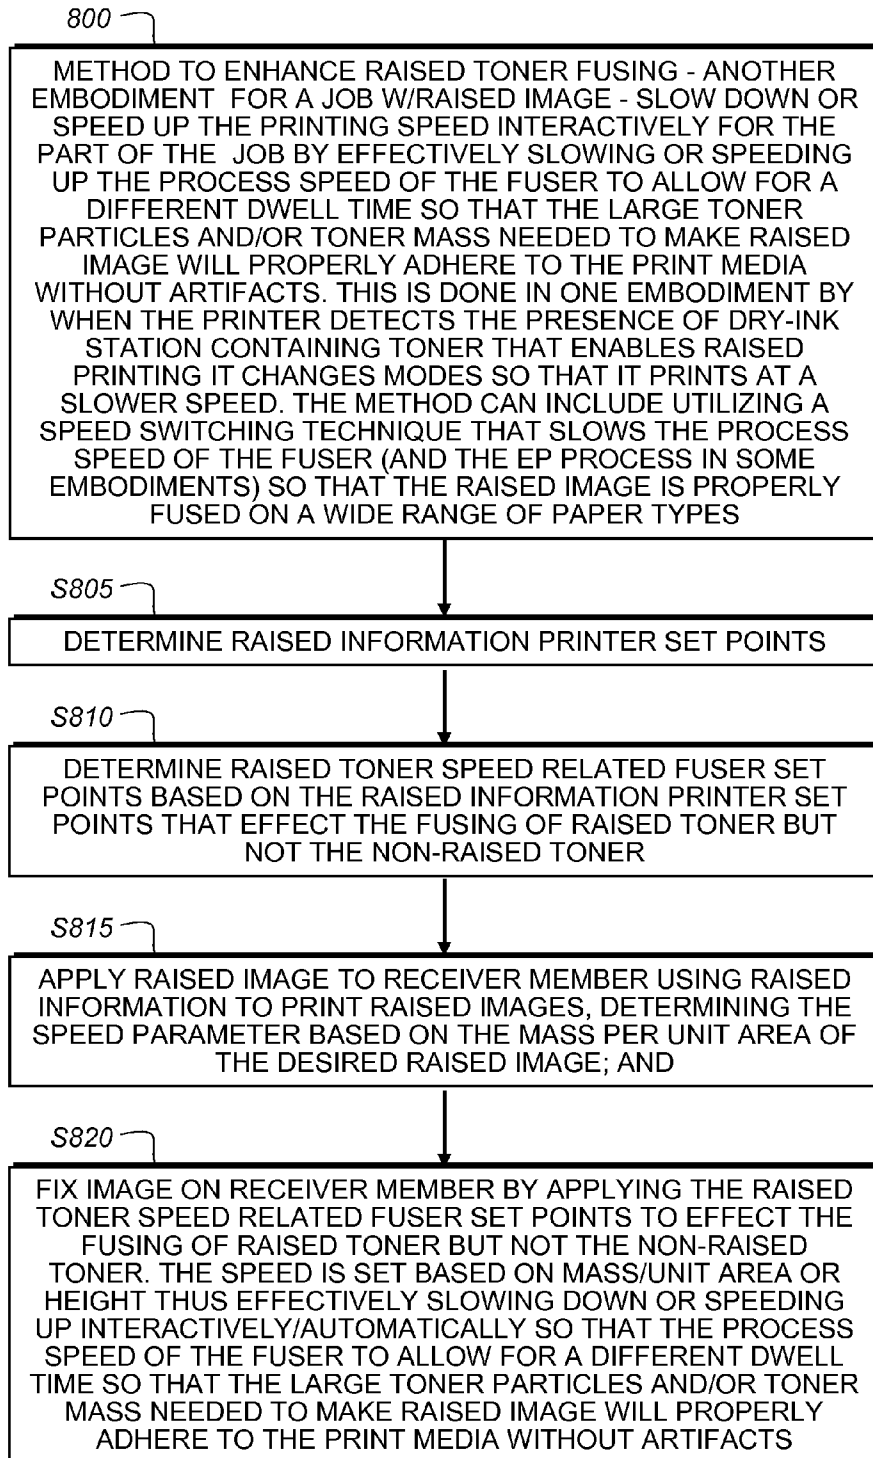 800
METHOD TO ENHANCE RAISED TONER FUSING - ANOTHER
EMBODIMENT FOR A JOB W/RAISED IMAGE - SLOW DOWN OR
SPEED UP THE PRINTING SPEED INTERACTIVELY FOR THE
PART OF THE JOB BY EFFECTIVELY SLOWING OR SPEEDING
UP THE PROCESS SPEED OF THE FUSER TO ALLOW FOR A
DIFFERENT DWELL TIME SO THAT THE LARGE TONER
PARTICLES AND/OR TONER MASS NEEDED TO MAKE RAISED
IMAGE WILL PROPERLY ADHERE TO THE PRINT MEDIA
WITHOUT ARTIFACTS. THIS IS DONE IN ONE EMBODIMENT BY
WHEN THE PRINTER DETECTS THE PRESENCE OF DRY-INK
STATION CONTAINING TONER THAT ENABLES RAISED
PRINTING IT CHANGES MODES SO THAT IT PRINTS AT A
SLOWER SPEED. THE METHOD CAN INCLUDE UTILIZING A
SPEED SWITCHING TECHNIQUE THAT SLOWS THE PROCESS
SPEED OF THE FUSER (AND THE EP PROCESS IN SOME
EMBODIMENTS) SO THAT THE RAISED IMAGE IS PROPERLY
FUSED ON A WIDE RANGE OF PAPER TYPES
S805
DETERMINE RAISED INFORMATION PRINTER SET POINTS
S810
DETERMINE RAISED TONER SPEED RELATED FUSER SET
POINTS BASED ON THE RAISED INFORMATION PRINTER SET
POINTS THAT EFFECT THE FUSING OF RAISED TONER BUT
NOT THE NON-RAISED TONER
S815
APPLY RAISED IMAGE TO RECEIVER MEMBER USING RAISED
INFORMATION TO PRINT RAISED IMAGES, DETERMINING THE
SPEED PARAMETER BASED ON THE MASS PER UNIT AREA OF
THE DESIRED RAISED IMAGE; AND
S820
FIX IMAGE ON RECEIVER MEMBER BY APPLYING THE RAISED
TONER SPEED RELATED FUSER SET POINTS TO EFFECT THE
FUSING OF RAISED TONER BUT NOT THE NON-RAISED
TONER. THE SPEED IS SET BASED ON MASS/UNIT AREA OR
HEIGHT THUS EFFECTIVELY SLOWING DOWN OR SPEEDING
UP INTERACTIVELY/AUTOMATICALLY SO THAT THE PROCESS
SPEED OF THE FUSER TO ALLOW FOR A DIFFERENT DWELL
TIME SO THAT THE LARGE TONER PARTICLES AND/OR TONER
MASS NEEDED TO MAKE RAISED IMAGE WILL PROPERLY
ADHERE TO THE PRINT MEDIA WITHOUT ARTIFACTS